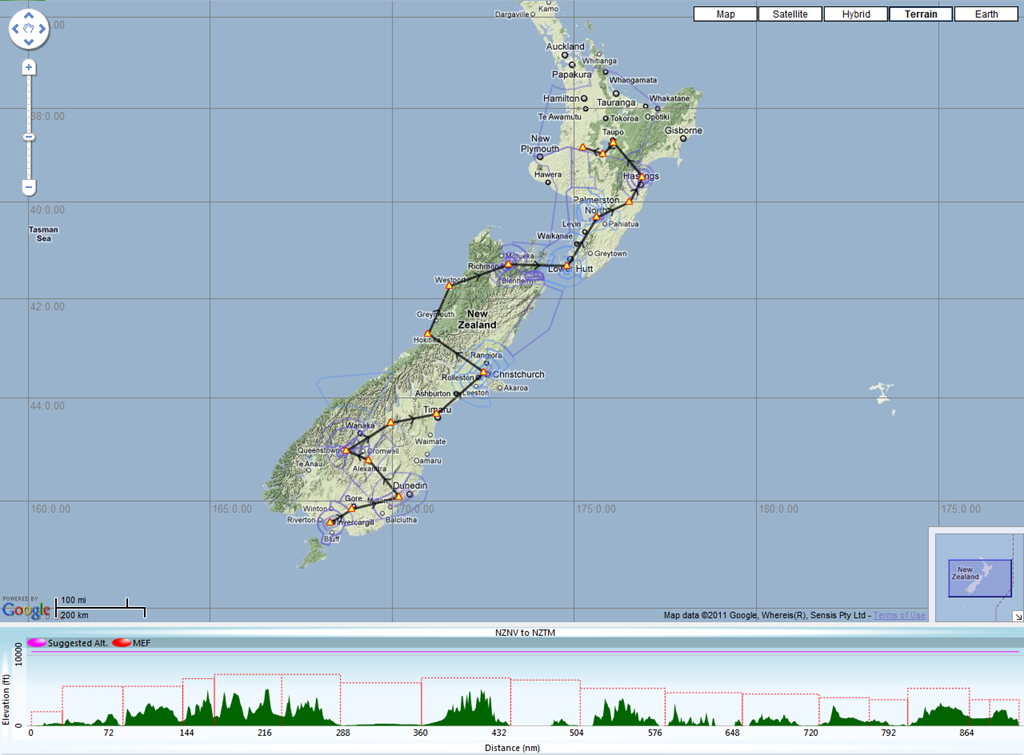 Map Satellite Hybrid Terrain Earth
Kamo
Dargaville
Auckland
Whitianga
Papakura
Whangamata
Hamilton
Whakatane
Tauranga
38:0.00
Te Awamutu
Tokoroa
Opotiki
Taupo
Gisborne
New
Plymouth
Hawera
Hastings
Palmerston
North
40:0.00
Levin
Pahiatua
Tasman
Sea
Waikanae
Greytown
Motueka
Richmond
Lower Hutt
Westport
Blenheim
42:0.00
Greymouth
New
Zealand
Hokitika
Rangiora
Rolleston
Christchurch
Akaroa
Ashburton
Leeston
44:0.00
Timaru
Wanaka
Waimate
Queenstown
Cromwell
Te Anau
Oamaru
Alexandra
Dunedin
Gore
Winton
160:0.00
165:0.00
170:0.00
175:0.00
180:0.00
175:0.00
Riverton
Invercargill
Balclutha
Bluff
New
Zealand
POWERED BY
Google
100 mi
200 km
Map data ©2011 Google, Whereis(R), Sensis Pty Ltd - Terms of Use
NZNV to NZTM
Suggested Alt. MEF
10000
Elevation (ft)
0
0 72 144 216 288 360 432 504 576 648 720 792 864
Distance (nm)